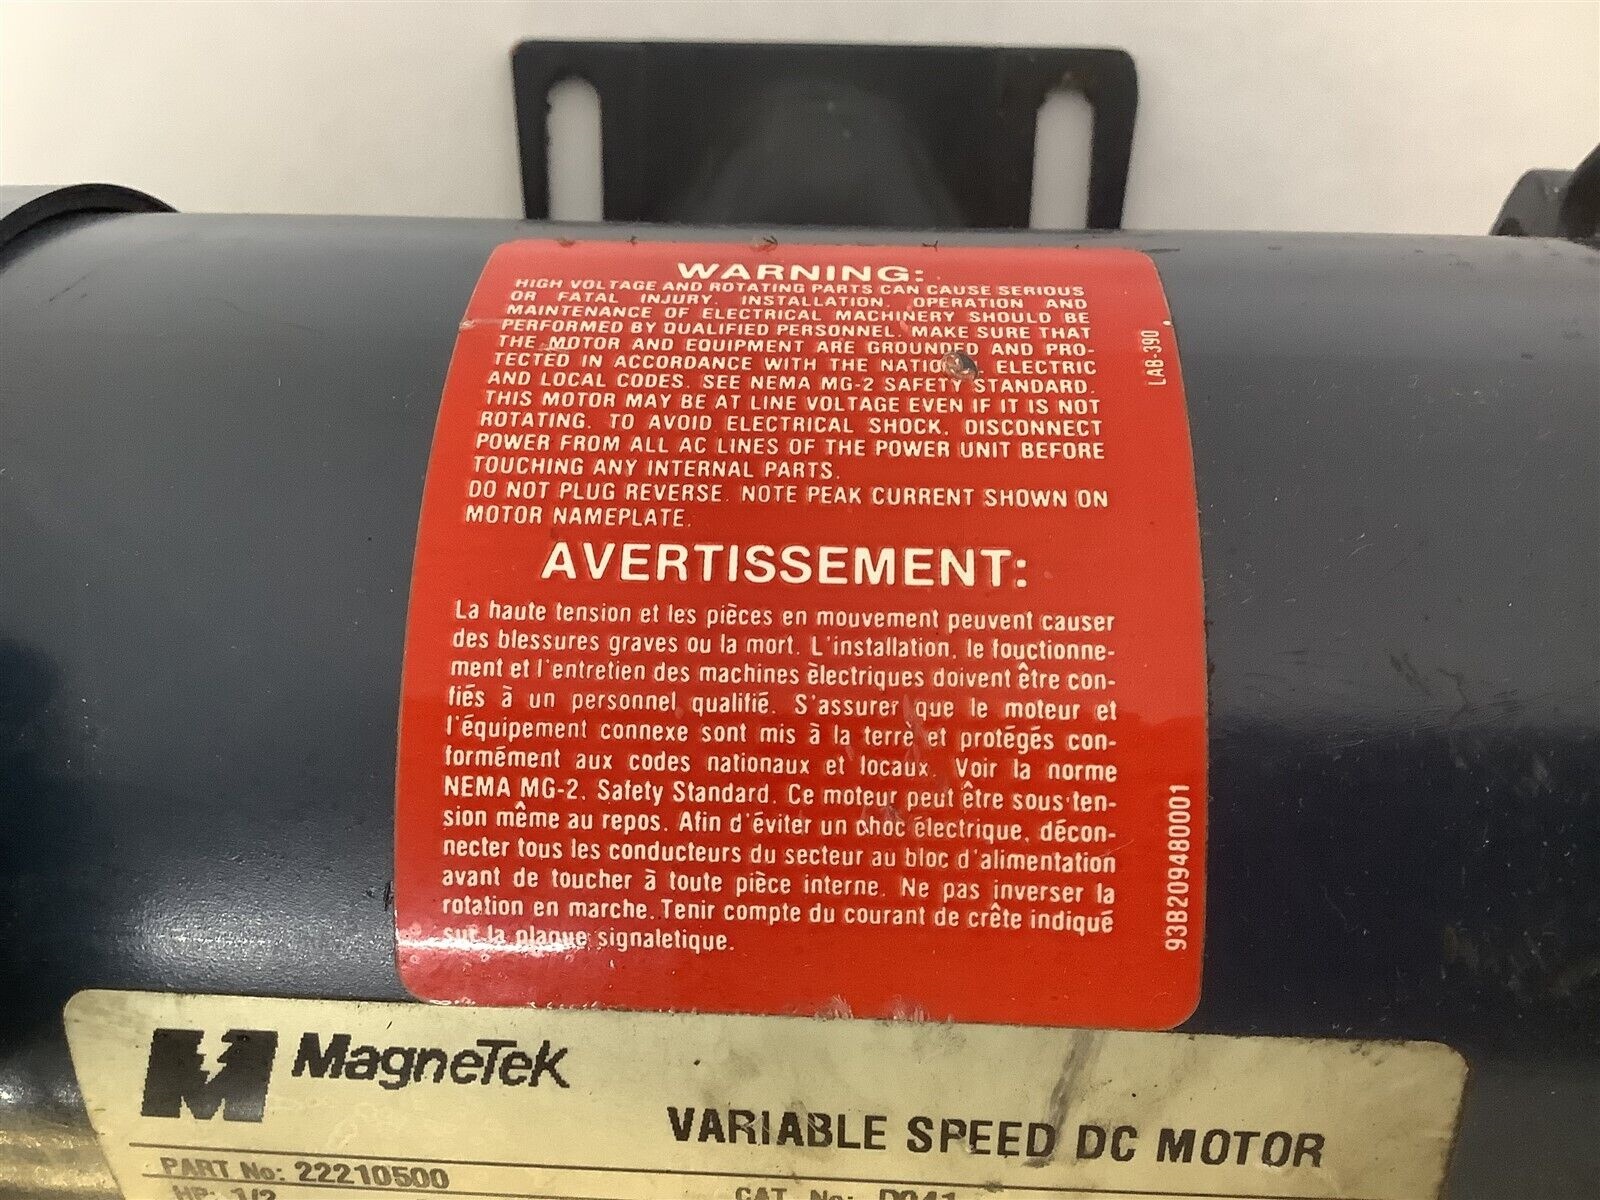 WARNING:
HIGH VOLTAGE AND ROTATING PARTS CAN CAUSE SERIOUS
OR FATAL INJURY. INSTALLATION, OPERATION AND
MAINTENANCE OF ELECTRICAL MACHINERY SHOULD BE
PERFORMED BY QUALIFIED PERSONNEL. MAKE SURE THAT
THE MOTOR AND EQUIPMENT ARE GROUNDED AND PRO-
TECTED IN ACCORDANCE WITH THE ELECTRIC
AND LOCAL CODES. SEE NEMA MG-2 SAFETY STANDARD.
THIS MOTOR MAY BE AT LINE VOLTAGE EVEN IF IT IS NOT
ROTATING. TO AVOID ELECTRICAL SHOCK, DISCONNECT
POWER FROM ALL AC LINES OF THE POWER UNIT BEFORE
TOUCHING ANY INTERNAL PARTS.
DO NOT PLUG REVERSE. NOTE PEAK CURRENT SHOWN ON
MOTOR NAMEPLATE.
LAB-390
AVERTISSEMENT:
La haute tension et les pièces en mouvement peuvent causer
des blessures graves ou la mort. L'installation, le fouctionne-
ment et l'entretien des machines èlectriques doivent être con-
fiés à un personnel qualifié. S'assurer que le moteur et
l'équipement connexe sont mis à la terre et protégés con-
formément aux codes nationaux et locaux. Voir la norme
NEMA MG-2. Safety Standard. Ce moteur peut être sous-ten-
sion même au repos. Afin d'éviter un choc électrique, décon-
necter tous les conducteurs du secteur au bloc d'alimentation
avant de toucher à toute pièce interne. Ne pas inverser la
rotation en marche. Tenir compte du courant de crête indiqué
sur la plaque signaletique.
93B209480001
MagneTek
VARIABLE SPEED DC MOTOR
PART No: 22210500
HP: 1/2
CAT. No: D041